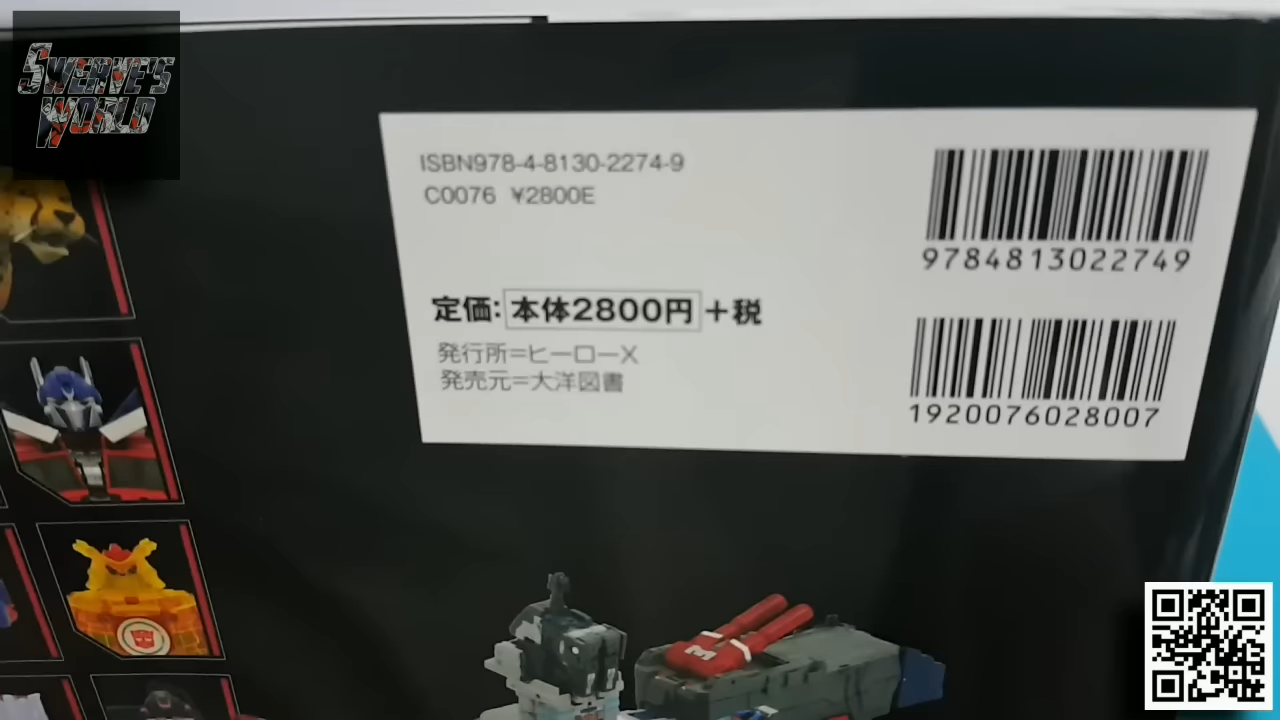 SWERVE'S
WORLD
ISBN978-4-8130-2274-9
C0076 ¥2800E
9784813022749
定価:本体2800円+税
発行所=ヒーローX
発売元=大洋図書
1920076028007
M